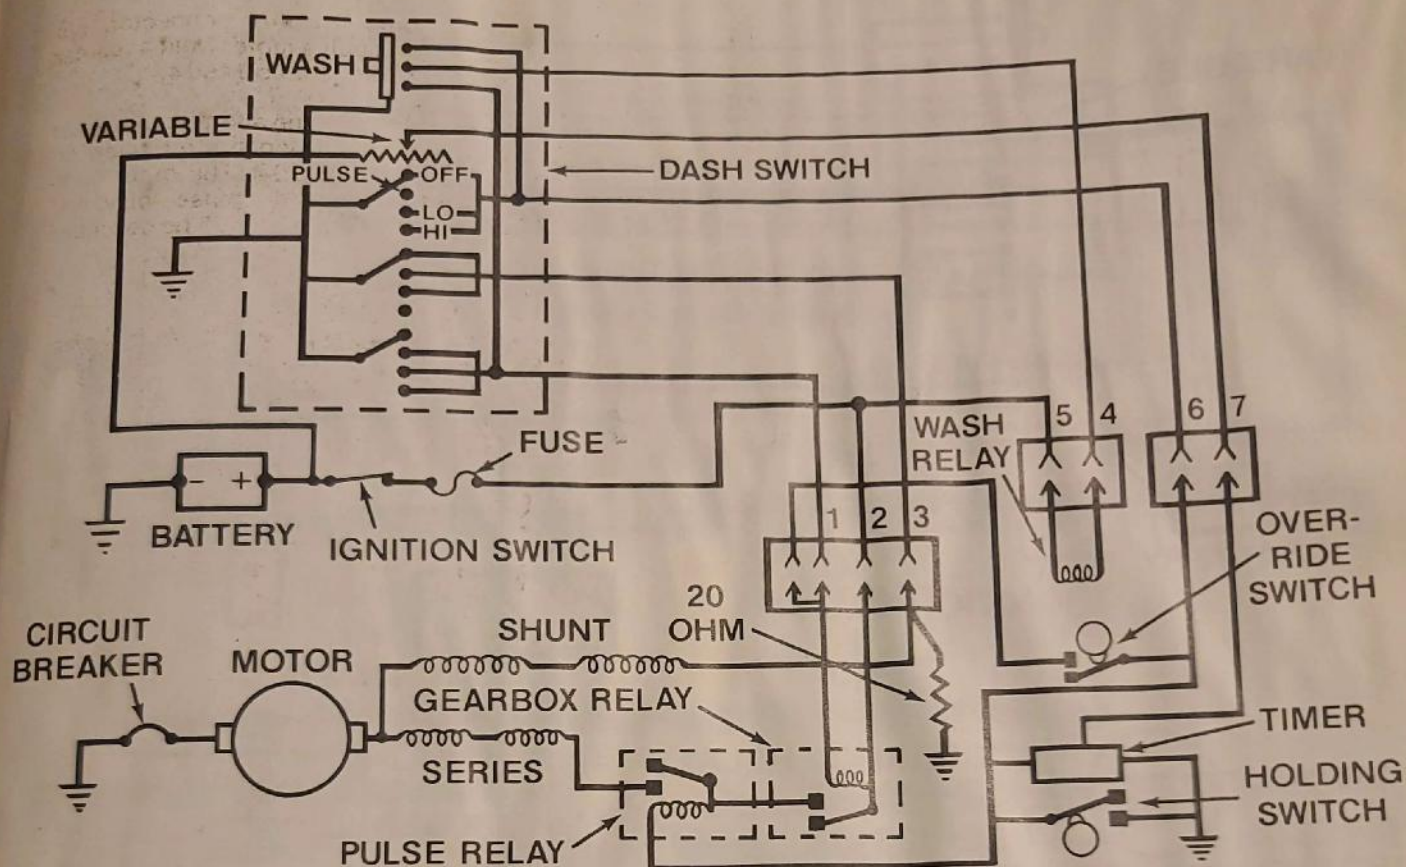 WASH
VARIABLE
PULSE
OFF
LO
HI
DASH SWITCH
FUSE
- +
BATTERY
IGNITION SWITCH
WASH
RELAY
5 4
6 7
1 2 3
OVER-
RIDE
SWITCH
20
OHM
CIRCUIT
BREAKER
MOTOR
SHUNT
GEARBOX RELAY
SERIES
PULSE RELAY
TIMER
HOLDING
SWITCH